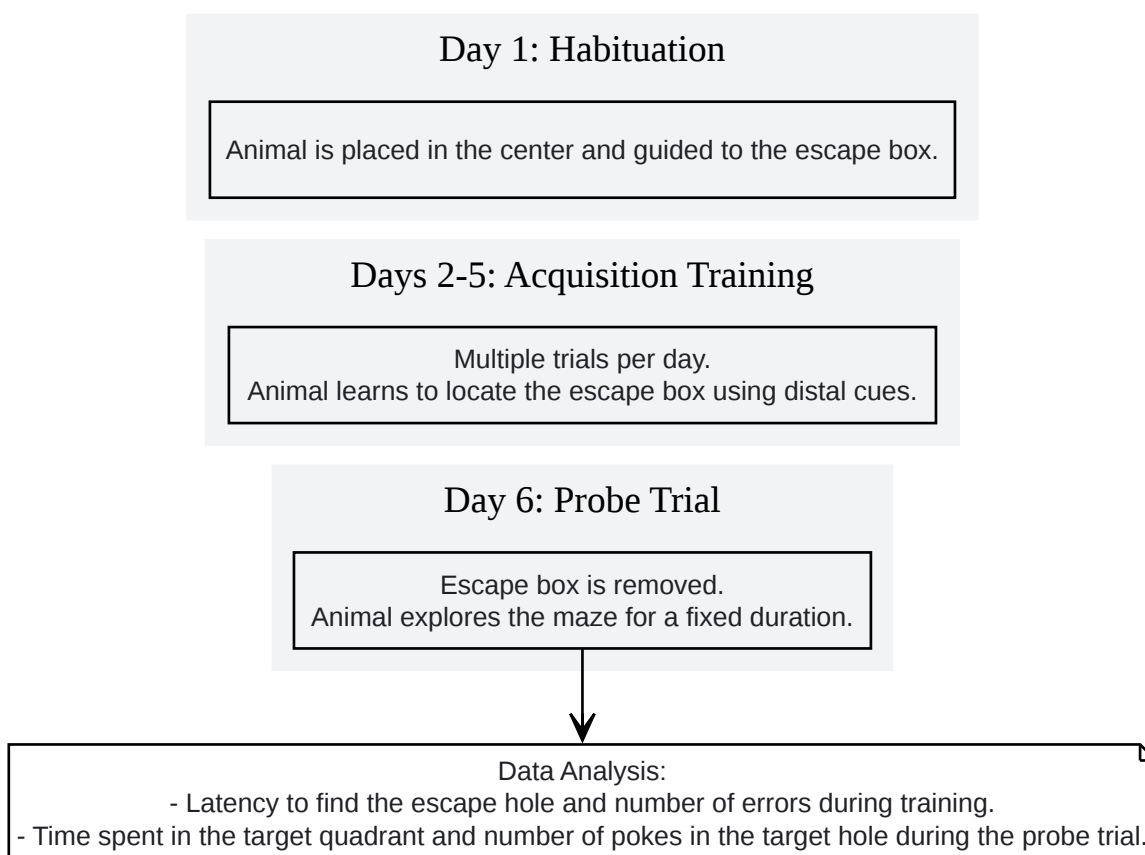 Day 1: Habituation
Animal is placed in the center and guided to the escape box.
Days 2-5: Acquisition Training
Multiple trials per day.
Animal learns to locate the escape box using distal cues.
Day 6: Probe Trial
Escape box is removed.
Animal explores the maze for a fixed duration.
Data Analysis:
- Latency to find the escape hole and number of errors during training.
- Time spent in the target quadrant and number of pokes in the target hole during the probe trial.